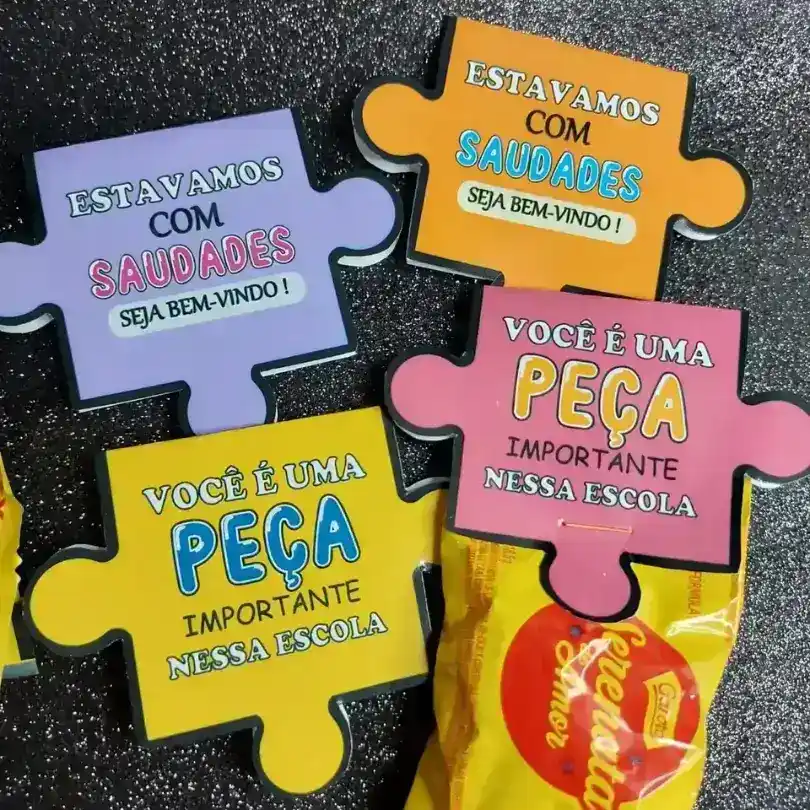 ESTAVAMOS
COM
SAUDADES
SEJA BEM-VINDO !
ESTAVAMOS
COM
SAUDADES
SEJA BEM-VINDO !
VOCÊ É UMA
PEÇA
IMPORTANTE
NESSA ESCOLA
VOCÊ É UMA
PEÇA
IMPORTANTE
NESSA ESCOLA
Garoto
Serenata
de
Amor